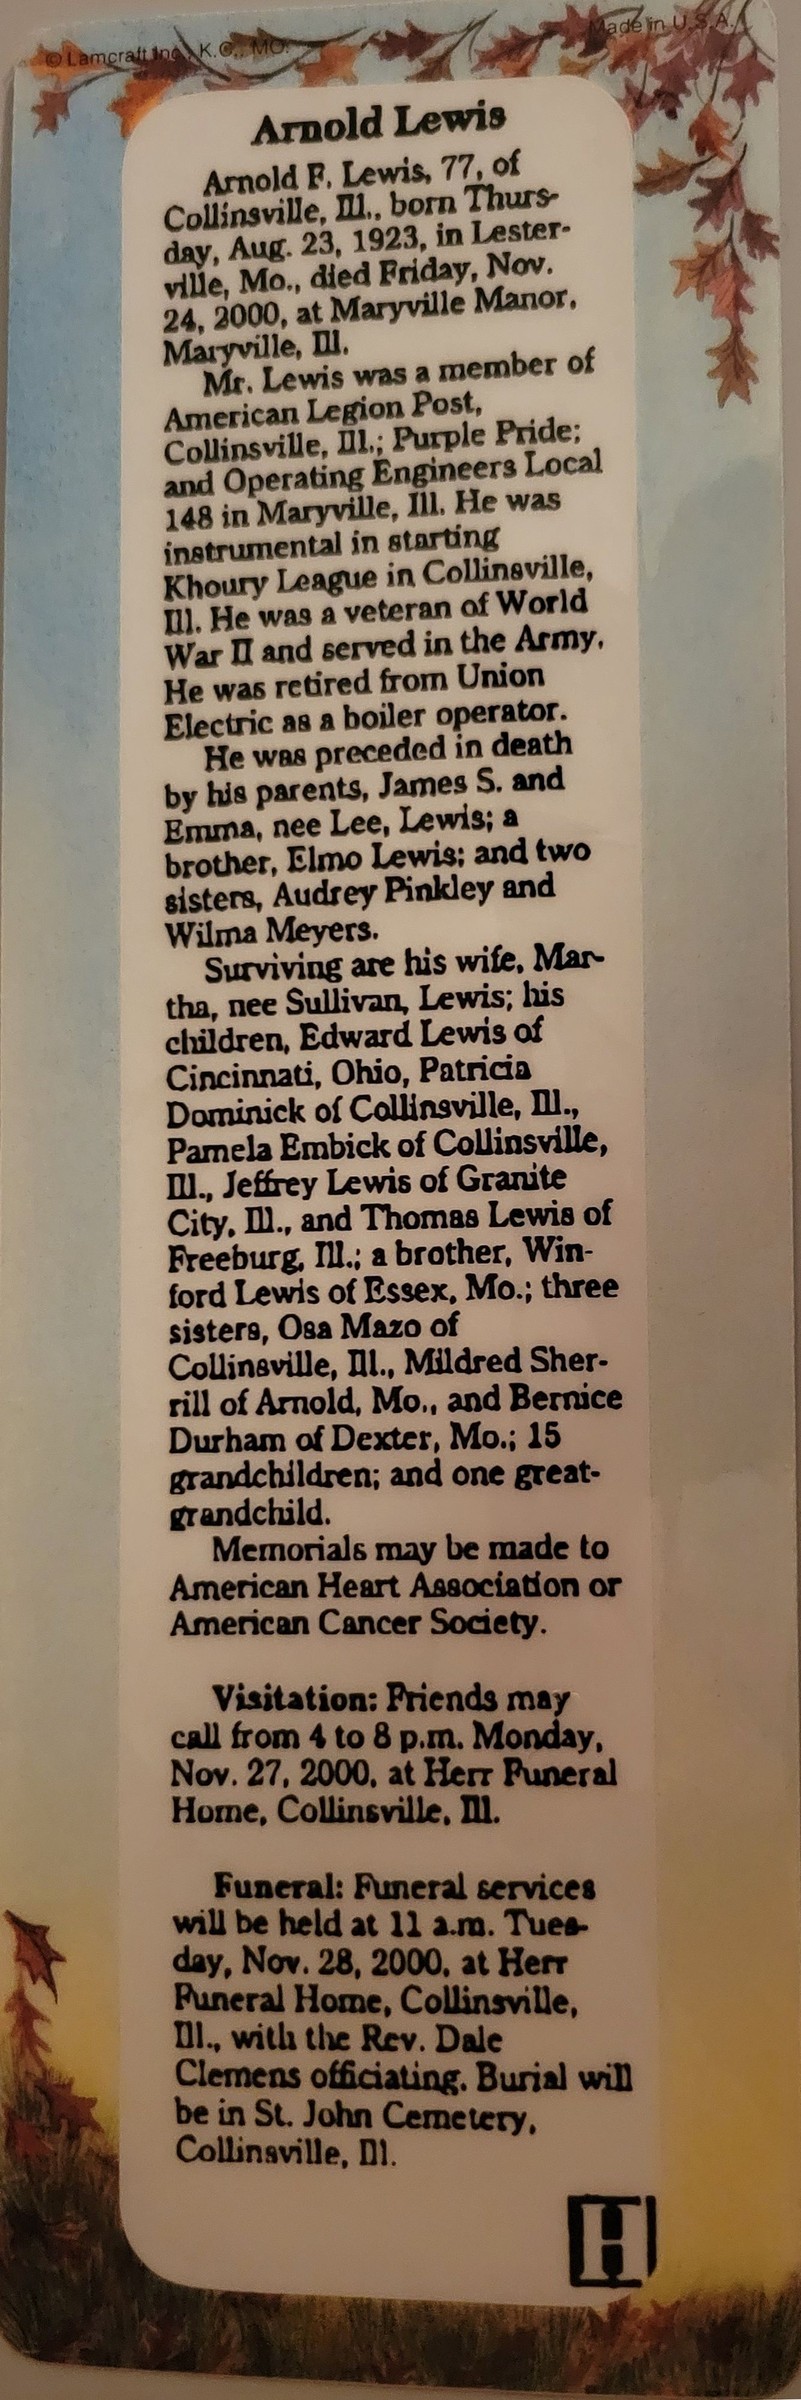 © Lamcraft Inc., K.C., MO.
Made in U.S.A.
Arnold Lewis
Arnold F. Lewis, 77, of
Collinsville, Ill., born Thurs-
day, Aug. 23, 1923, in Lester-
ville, Mo., died Friday, Nov.
24, 2000, at Maryville Manor,
Maryville, Ill.
Mr. Lewis was a member of
American Legion Post,
Collinsville, Ill.; Purple Pride;
and Operating Engineers Local
148 in Maryville, Ill. He was
instrumental in starting
Khoury League in Collinsville,
Ill. He was a veteran of World
War II and served in the Army.
He was retired from Union
Electric as a boiler operator.
He was preceded in death
by his parents, James S. and
Emma, nee Lee, Lewis; a
brother, Elmo Lewis; and two
sisters, Audrey Pinkley and
Wilma Meyers.
Surviving are his wife, Mar-
tha, nee Sullivan, Lewis; his
children, Edward Lewis of
Cincinnati, Ohio, Patricia
Dominick of Collinsville, Ill.,
Pamela Embick of Collinsville,
Ill., Jeffrey Lewis of Granite
City, Ill., and Thomas Lewis of
Freeburg, Ill.; a brother, Win-
ford Lewis of Essex, Mo.; three
sisters, Osa Mazo of
Collinsville, Ill., Mildred Sher-
rill of Arnold, Mo., and Bernice
Durham of Dexter, Mo.; 15
grandchildren; and one great-
grandchild.
Memorials may be made to
American Heart Association or
American Cancer Society.
Visitation: Friends may
call from 4 to 8 p.m. Monday,
Nov. 27, 2000, at Herr Funeral
Home, Collinsville, Ill.
Funeral: Funeral services
will be held at 11 a.m. Tues-
day, Nov. 28, 2000, at Herr
Funeral Home, Collinsville,
Ill., with the Rev. Dale
Clemens officiating. Burial will
be in St. John Cemetery,
Collinsville, Ill.
H